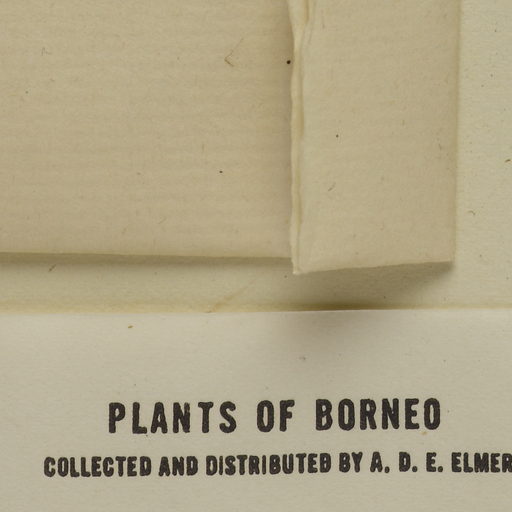 PLANTS OF BORNEO
COLLECTED AND DISTRIBUTED BY A. D. E. ELMER